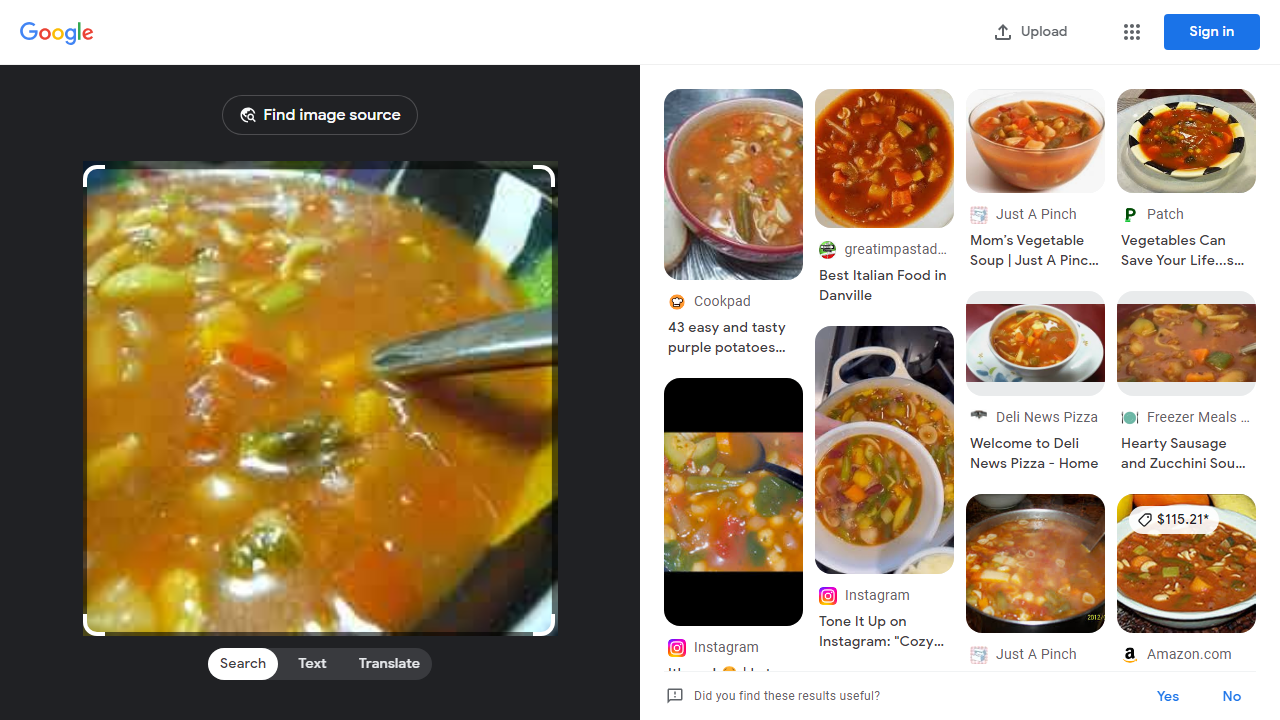 Google
Upload
Sign in
Find image source
Search
Text
Translate
Cookpad
43 easy and tasty
purple potatoes...
Instagram
greatimpastad...
Best Italian Food in
Danville
Instagram
Tone It Up on
Instagram: "Cozy...
Just A Pinch
Mom's Vegetable
Soup | Just A Pinc...
Deli News Pizza
Welcome to Deli
News Pizza - Home
Just A Pinch
Patch
Vegetables Can
Save Your Life...s...
Freezer Meals ...
Hearty Sausage
and Zucchini Sou...
$115.21*
Amazon.com
Did you find these results useful?
Yes
No